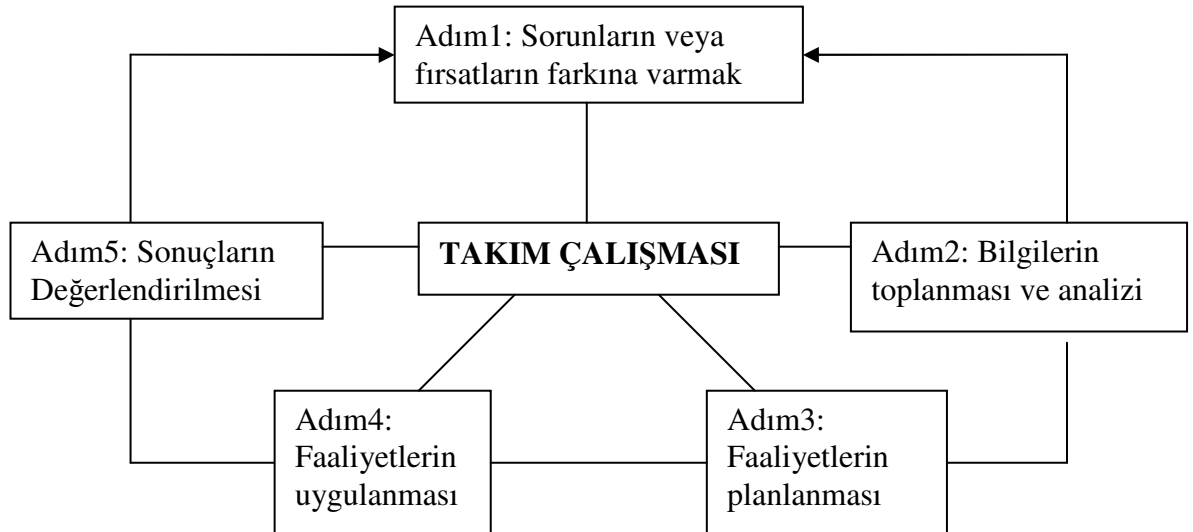 Adım1: Sorunların veya
fırsatların farkına varmak
Adım5: Sonuçların
Değerlendirilmesi
TAKIM ÇALIŞMASI
Adım2: Bilgilerin
toplanması ve analizi
Adım4:
Faaliyetlerin
uygulanması
Adım3:
Faaliyetlerin
planlanması